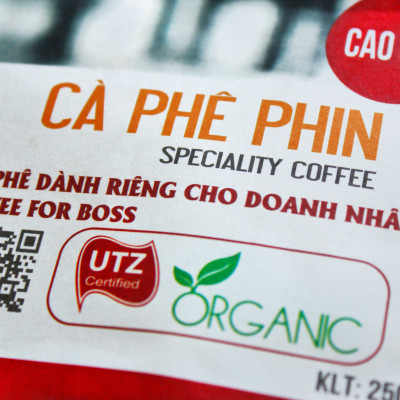 CAO
CÀ PHÊ PHIN
SPECIALITY COFFEE
PHÊ DÀNH RIÊNG CHO DOANH NHÂ
EE FOR BOSS
UTZ
Certified
ORGANIC
KLT: 250